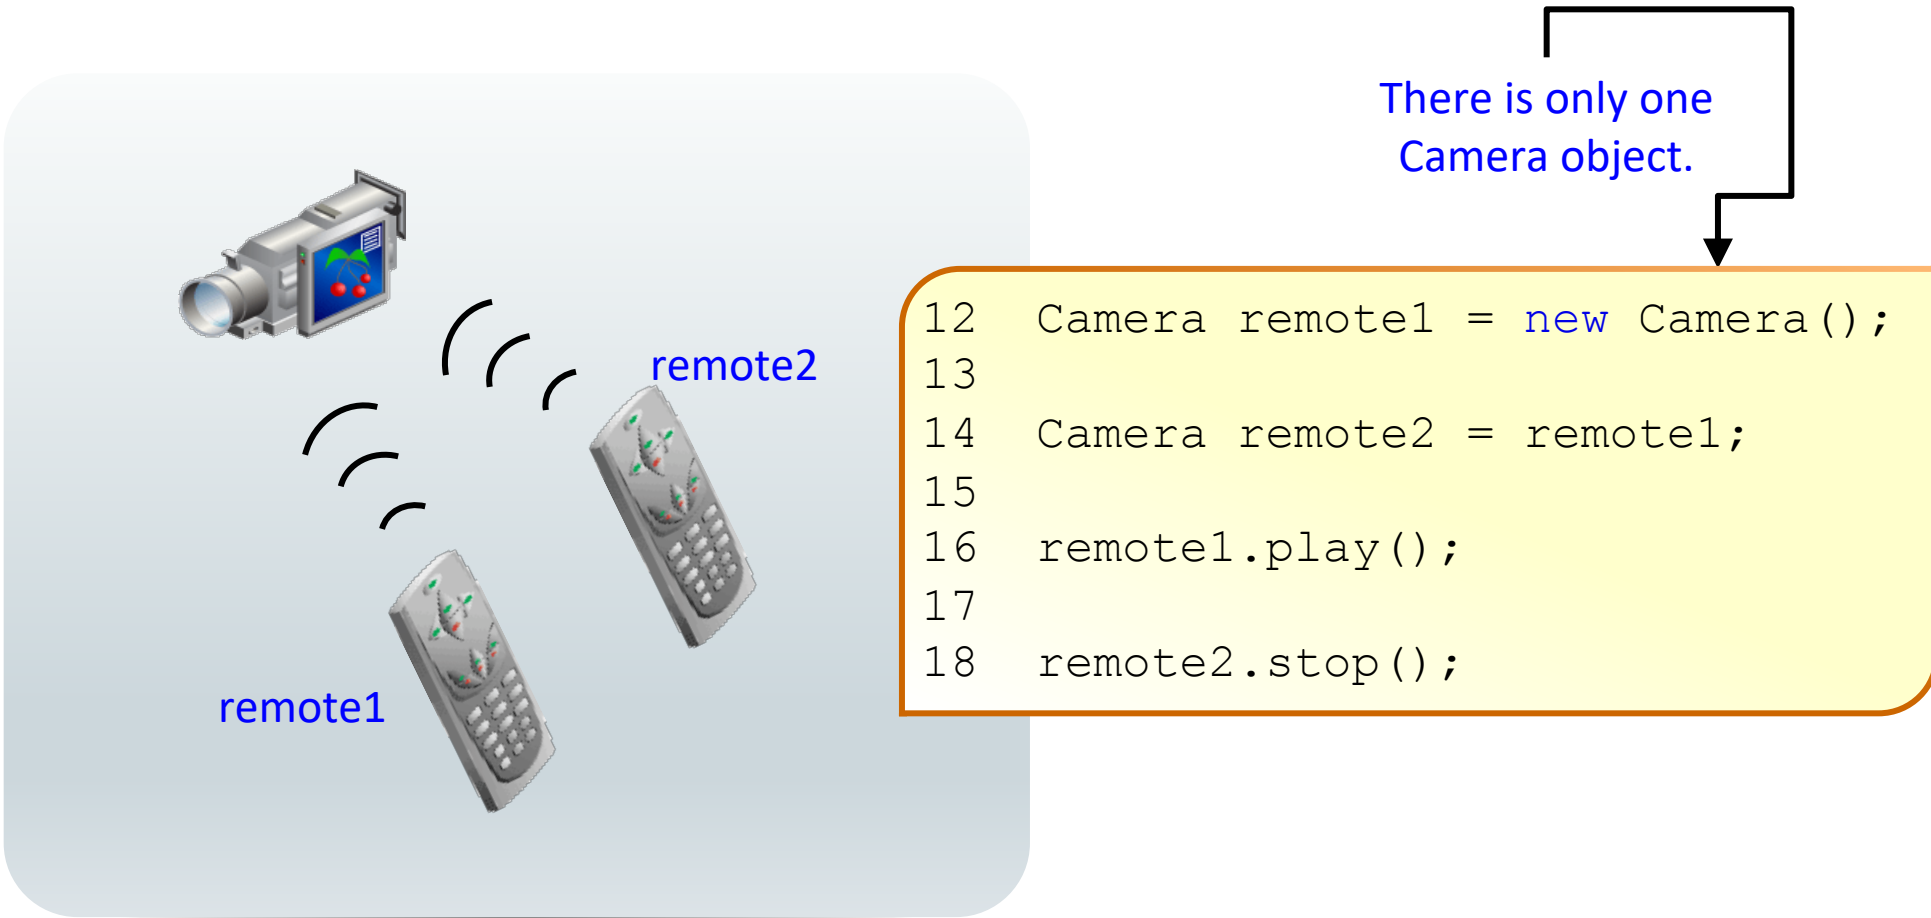 There is only one
Camera object.
remote2
remote1
12 Camera remote1 = new Camera();
13
14 Camera remote2 = remote1;
15
16 remote1.play();
17
18 remote2.stop();